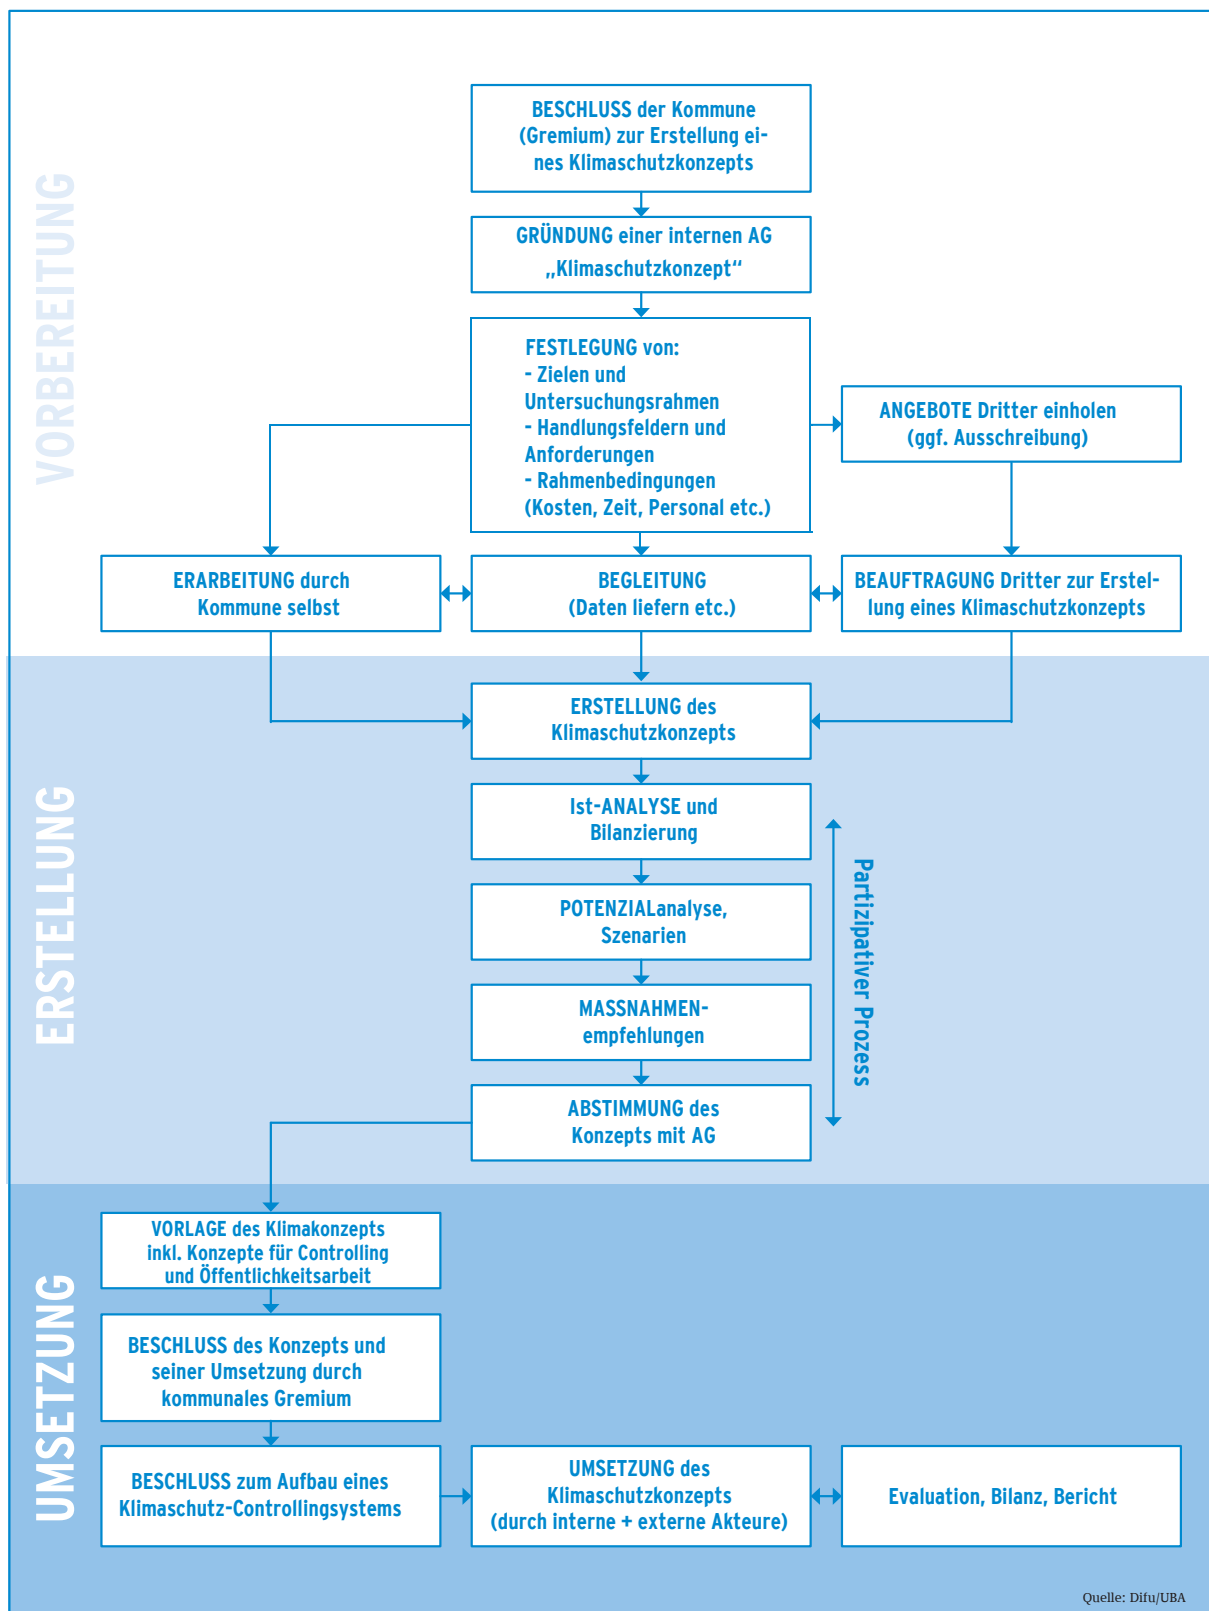 VORBEREITUNG
BESCHLUSS der Kommune
(Gremium) zur Erstellung ei-
nes Klimaschutzkonzepts
GRÜNDUNG einer internen AG
„Klimaschutzkonzept“
FESTLEGUNG von:
- Zielen und
Untersuchungsrahmen
- Handlungsfeldern und
Anforderungen
- Rahmenbedingungen
(Kosten, Zeit, Personal etc.)
ANGEBOTE Dritter einholen
(ggf. Ausschreibung)
ERARBEITUNG durch
Kommune selbst
BEGLEITUNG
(Daten liefern etc.)
BEAUFTRAGUNG Dritter zur Erstel-
lung eines Klimaschutzkonzepts
ERSTELLUNG
ERSTELLUNG des
Klimaschutzkonzepts
Ist-ANALYSE und
Bilanzierung
POTENZIALanalyse,
Szenarien
MASSNAHMEN-
empfehlungen
ABSTIMMUNG des
Konzepts mit AG
Partizipativer Prozess
UMSETZUNG
VORLAGE des Klimakonzepts
inkl. Konzepte für Controlling
und Öffentlichkeitsarbeit
BESCHLUSS des Konzepts und
seiner Umsetzung durch
kommunales Gremium
BESCHLUSS zum Aufbau eines
Klimaschutz-Controllingsystems
UMSETZUNG des
Klimaschutzkonzepts
(durch interne + externe Akteure)
Evaluation, Bilanz, Bericht
Quelle: Difu/UBA